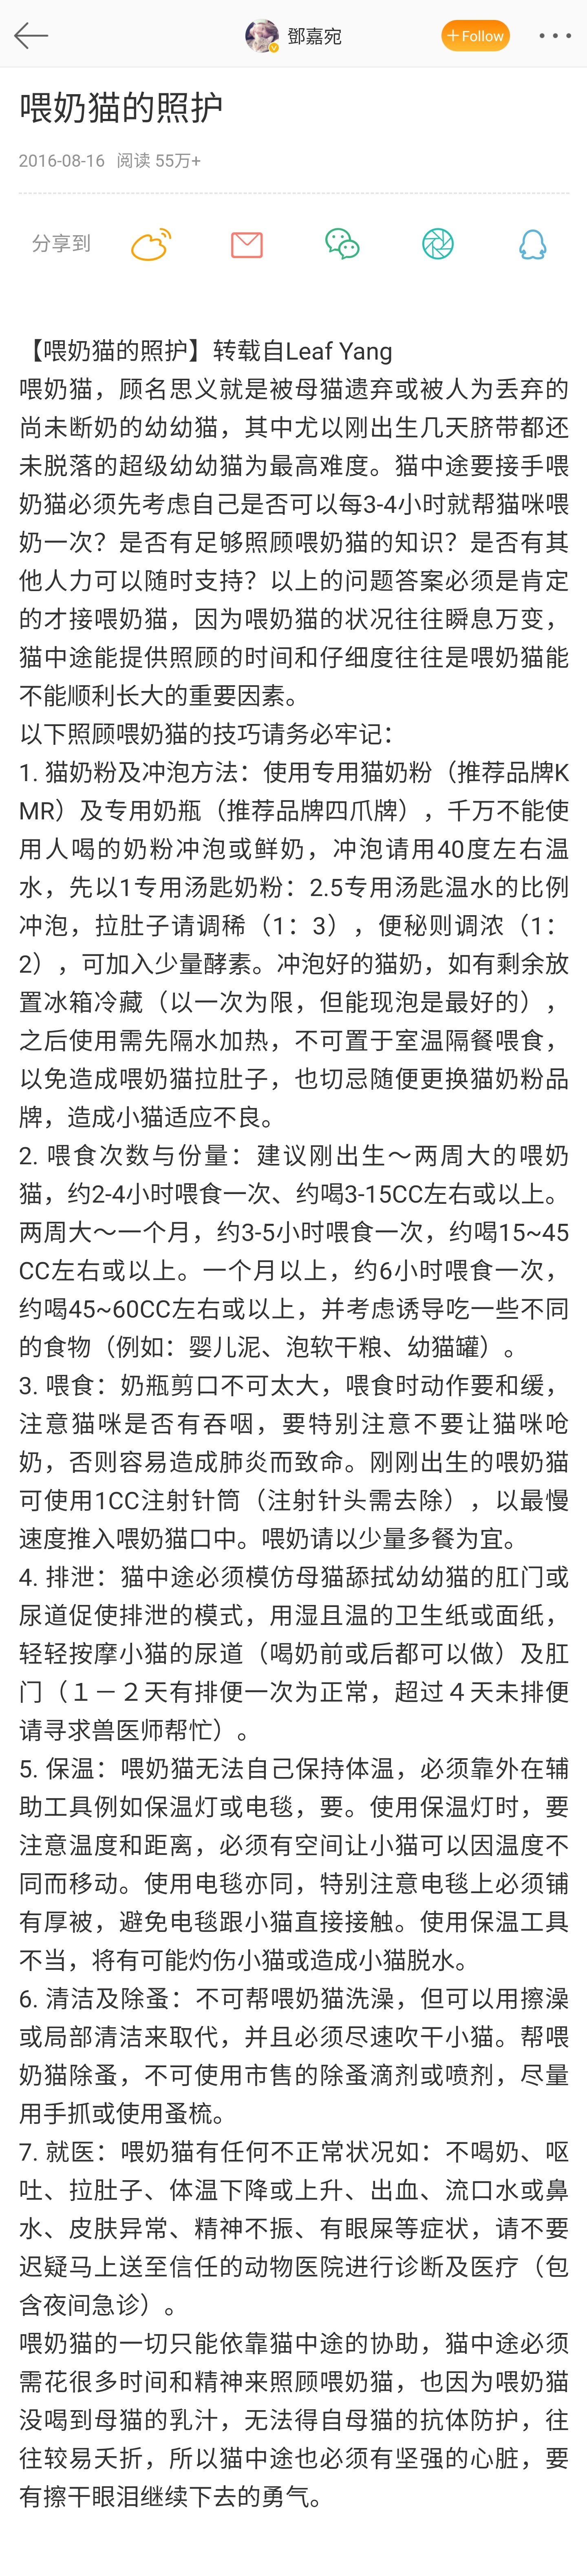 鄧嘉宛
+Follow
喂奶猫的照护
2016-08-16 阅读 55万+
分享到
【喂奶猫的照护】转载自Leaf Yang
喂奶猫，顾名思义就是被母猫遗弃或被人为丢弃的
尚未断奶的幼幼猫，其中尤以刚出生几天脐带都还
未脱落的超级幼幼猫为最高难度。猫中途要接手喂
奶猫必须先考虑自己是否可以每3-4小时就帮猫咪喂
奶一次？是否有足够照顾喂奶猫的知识？是否有其
他人力可以随时支持？以上的问题答案必须是肯定
的才接喂奶猫，因为喂奶猫的状况往往瞬息万变，
猫中途能提供照顾的时间和仔细度往往是喂奶猫能
不能顺利长大的重要因素。
以下照顾喂奶猫的技巧请务必牢记：
1. 猫奶粉及冲泡方法：使用专用猫奶粉（推荐品牌K
MR）及专用奶瓶（推荐品牌四爪牌），千万不能使
用人喝的奶粉冲泡或鲜奶，冲泡请用40度左右温
水，先以1专用汤匙奶粉：2.5专用汤匙温水的比例
冲泡，拉肚子请调稀（1：3），便秘则调浓（1：
2），可加入少量酵素。冲泡好的猫奶，如有剩余放
置冰箱冷藏（以一次为限，但能现泡是最好的），
之后使用需先隔水加热，不可置于室温隔餐喂食，
以免造成喂奶猫拉肚子，也切忌随便更换猫奶粉品
牌，造成小猫适应不良。
2. 喂食次数与份量：建议刚出生～两周大的喂奶
猫，约2-4小时喂食一次、约喝3-15CC左右或以上。
两周大～一个月，约3-5小时喂食一次，约喝15~45
CC左右或以上。一个月以上，约6小时喂食一次，
约喝45~60CC左右或以上，并考虑诱导吃一些不同
的食物（例如：婴儿泥、泡软干粮、幼猫罐）。
3. 喂食：奶瓶剪口不可太大，喂食时动作要和缓，
注意猫咪是否有吞咽，要特别注意不要让猫咪呛
奶，否则容易造成肺炎而致命。刚刚出生的喂奶猫
可使用1CC注射针筒（注射针头需去除），以最慢
速度推入喂奶猫口中。喂奶请以少量多餐为宜。
4. 排泄：猫中途必须模仿母猫舔拭幼幼猫的肛门或
尿道促使排泄的模式，用湿且温的卫生纸或面纸，
轻轻按摩小猫的尿道（喝奶前或后都可以做）及肛
门（１－２天有排便一次为正常，超过４天未排便
请寻求兽医师帮忙）。
5. 保温：喂奶猫无法自己保持体温，必须靠外在辅
助工具例如保温灯或电毯，要。使用保温灯时，要
注意温度和距离，必须有空间让小猫可以因温度不
同而移动。使用电毯亦同，特别注意电毯上必须铺
有厚被，避免电毯跟小猫直接接触。使用保温工具
不当，将有可能灼伤小猫或造成小猫脱水。
6. 清洁及除蚤：不可帮喂奶猫洗澡，但可以用擦澡
或局部清洁来取代，并且必须尽速吹干小猫。帮喂
奶猫除蚤，不可使用市售的除蚤滴剂或喷剂，尽量
用手抓或使用蚤梳。
7. 就医：喂奶猫有任何不正常状况如：不喝奶、呕
吐、拉肚子、体温下降或上升、出血、流口水或鼻
水、皮肤异常、精神不振、有眼屎等症状，请不要
迟疑马上送至信任的动物医院进行诊断及医疗（包
含夜间急诊）。
喂奶猫的一切只能依靠猫中途的协助，猫中途必须
需花很多时间和精神来照顾喂奶猫，也因为喂奶猫
没喝到母猫的乳汁，无法得自母猫的抗体防护，往
往较易夭折，所以猫中途也必须有坚强的心脏，要
有擦干眼泪继续下去的勇气。